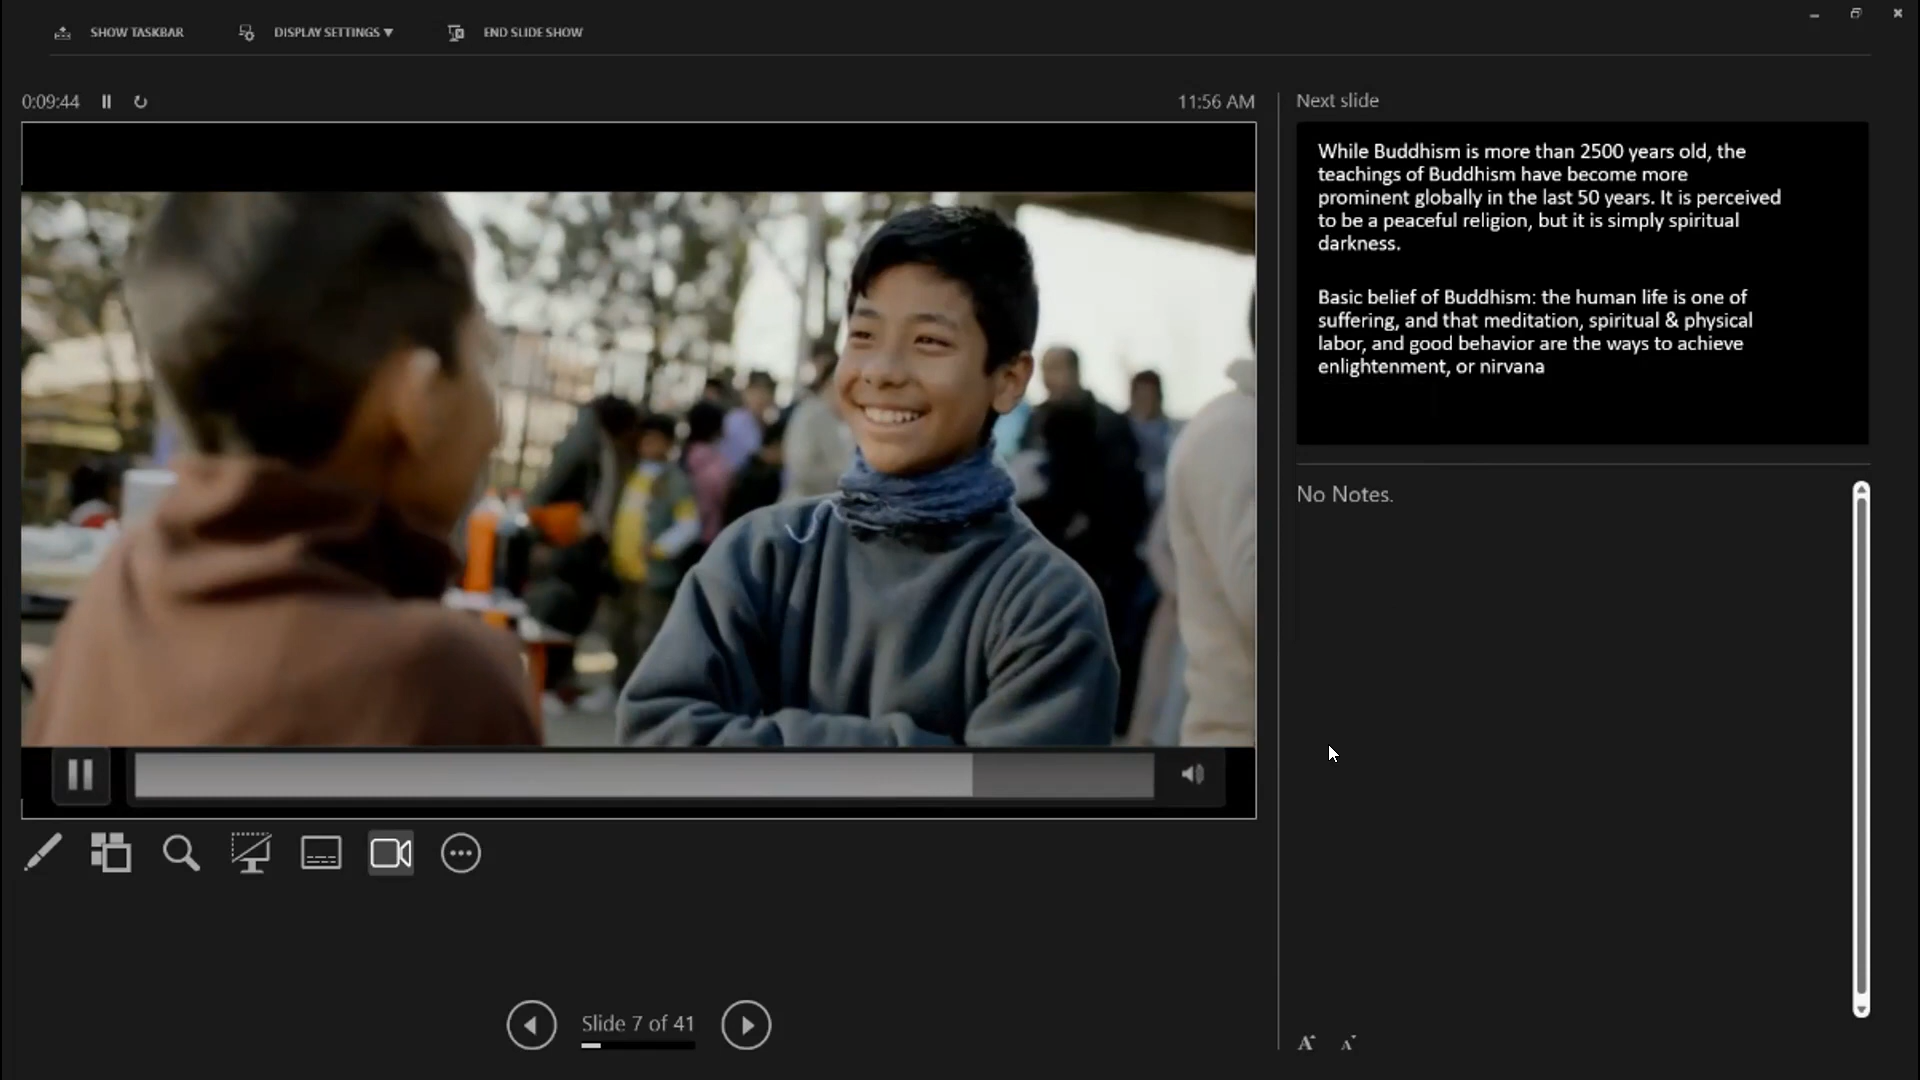 SHOW TASKBAR
DISPLAY SETTINGS ▼
END SLIDE SHOW
0:09:44
11:56 AM
Next slide
While Buddhism is more than 2500 years old, the
teachings of Buddhism have become more
prominent globally in the last 50 years. It is perceived
to be a peaceful religion, but it is simply spiritual
darkness.
Basic belief of Buddhism: the human life is one of
suffering, and that meditation, spiritual & physical
labor, and good behavior are the ways to achieve
enlightenment, or nirvana
No Notes.
Slide 7 of 41
A A